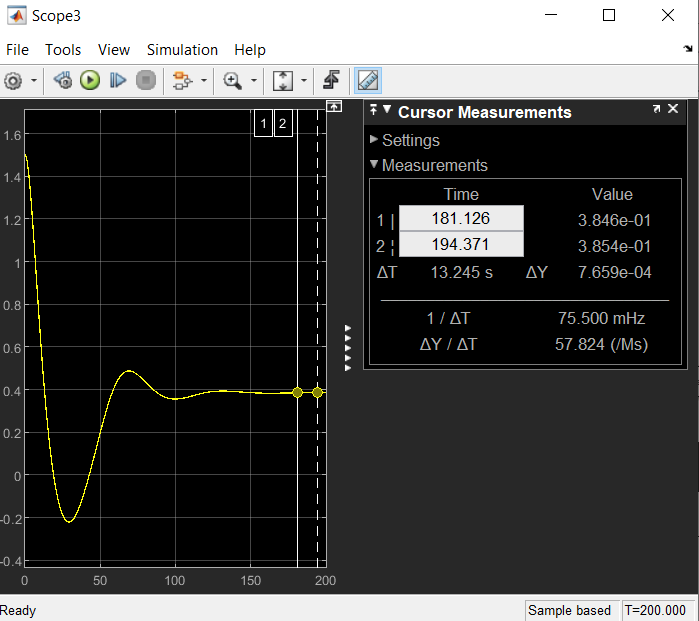 Scope3
File Tools View Simulation Help
1 2
1.6
1.4
1.2
1
0.8
0.6
0.4
0.2
0
-0.2
-0.4
0 50 100 150 200
Cursor Measurements
Settings
Measurements
Time Value
1 | 181.126 3.846e-01
2 ¦ 194.371 3.854e-01
ΔT 13.245 s ΔY 7.659e-04
1 / ΔT 75.500 mHz
ΔY / ΔT 57.824 (/Ms)
Ready Sample based T=200.000